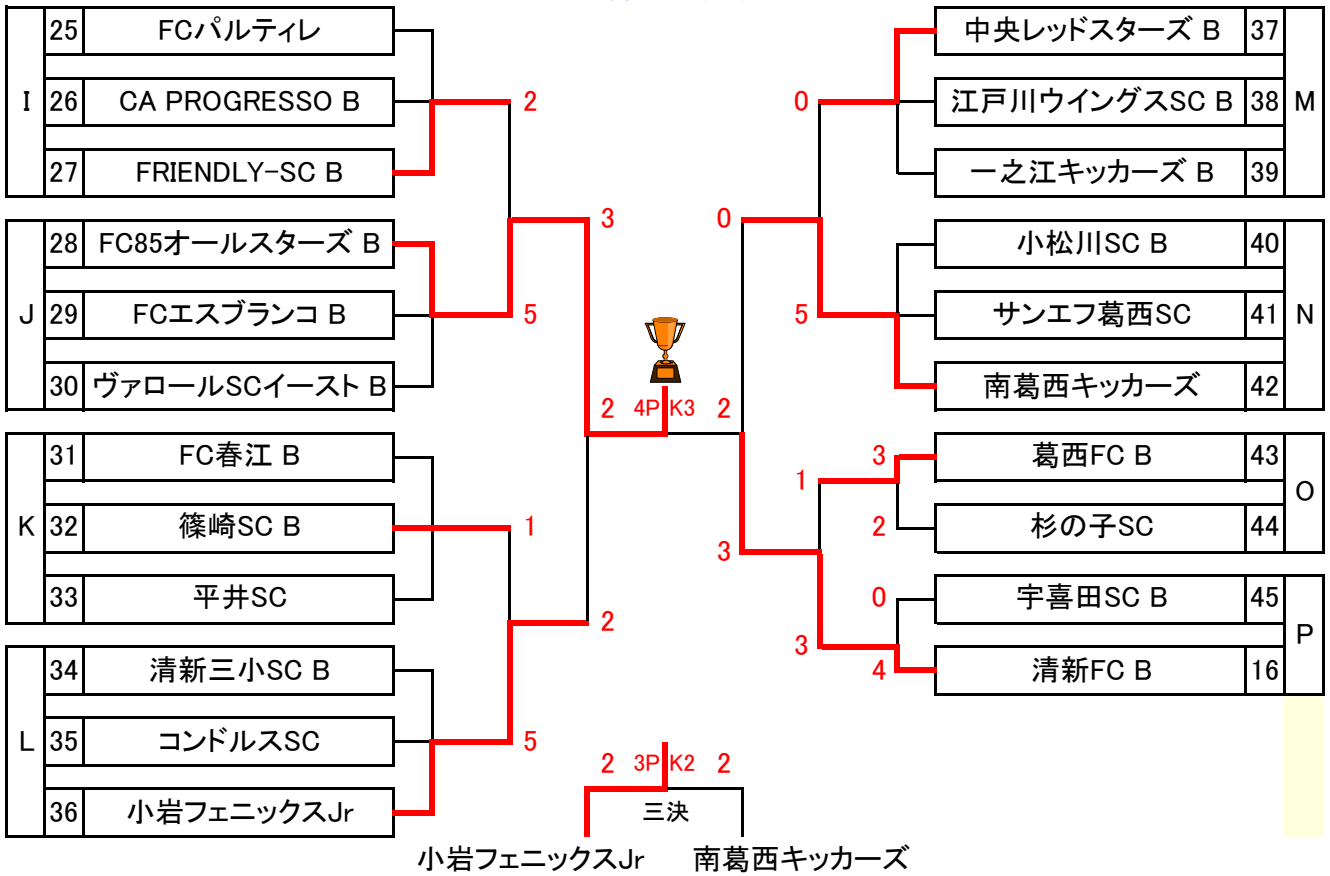 I
25 FCパルティレ
26 CA PROGRESSO B
27 FRIENDLY-SC B
J
28 FC85オールスターズ B
29 FCエスブランコ B
30 ヴァロールSCイースト B
K
31 FC春江 B
32 篠崎SC B
33 平井SC
L
34 清新三小SC B
35 コンドルスSC
36 小岩フェニックスJr
2
5
3
1
5
2
2 4PK3 2
0
5
0
3
2
1
0
4
3
3
中央レッドスターズ B 37
江戸川ウイングスSC B 38
一之江キッカーズ B 39
M
小松川SC B 40
サンエフ葛西SC 41
南葛西キッカーズ 42
N
葛西FC B 43
杉の子SC 44
O
宇喜田SC B 45
清新FC B 16
P
2 3PK2 2
三決
小岩フェニックスJr 南葛西キッカーズ